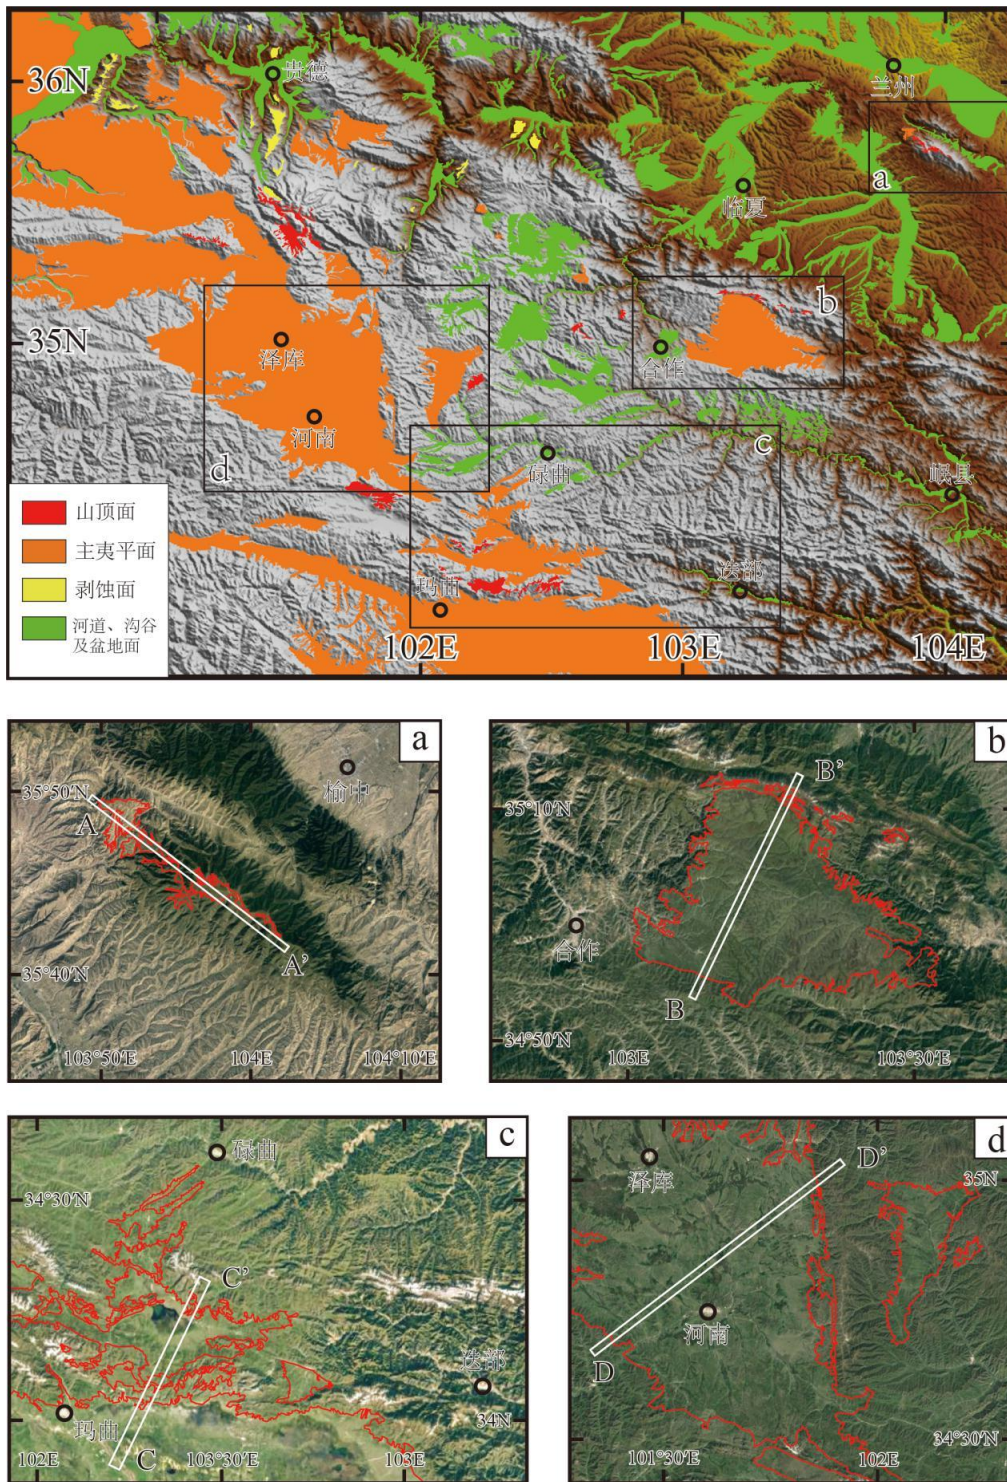 36N
贵德
兰州
a
临夏
b
35N
泽库
合作
河南
c
d
碌曲
岷县
山顶面
主夷平面
剥蚀面
河道、沟谷
及盆地面
迭部
玛曲
102E
103E
104E
a
榆中
35°50′N
A
A'
35°40′N
103°50′E
104E
104°10′E
b
B'
35°10′N
合作
B
34°50′N
103E
103°30′E
c
碌曲
34°30′N
C'
迭部
玛曲
34N
C
102E
103°30′E
103E
d
D'
泽库
35N
河南
D
34°30′N
101°30′E
102E